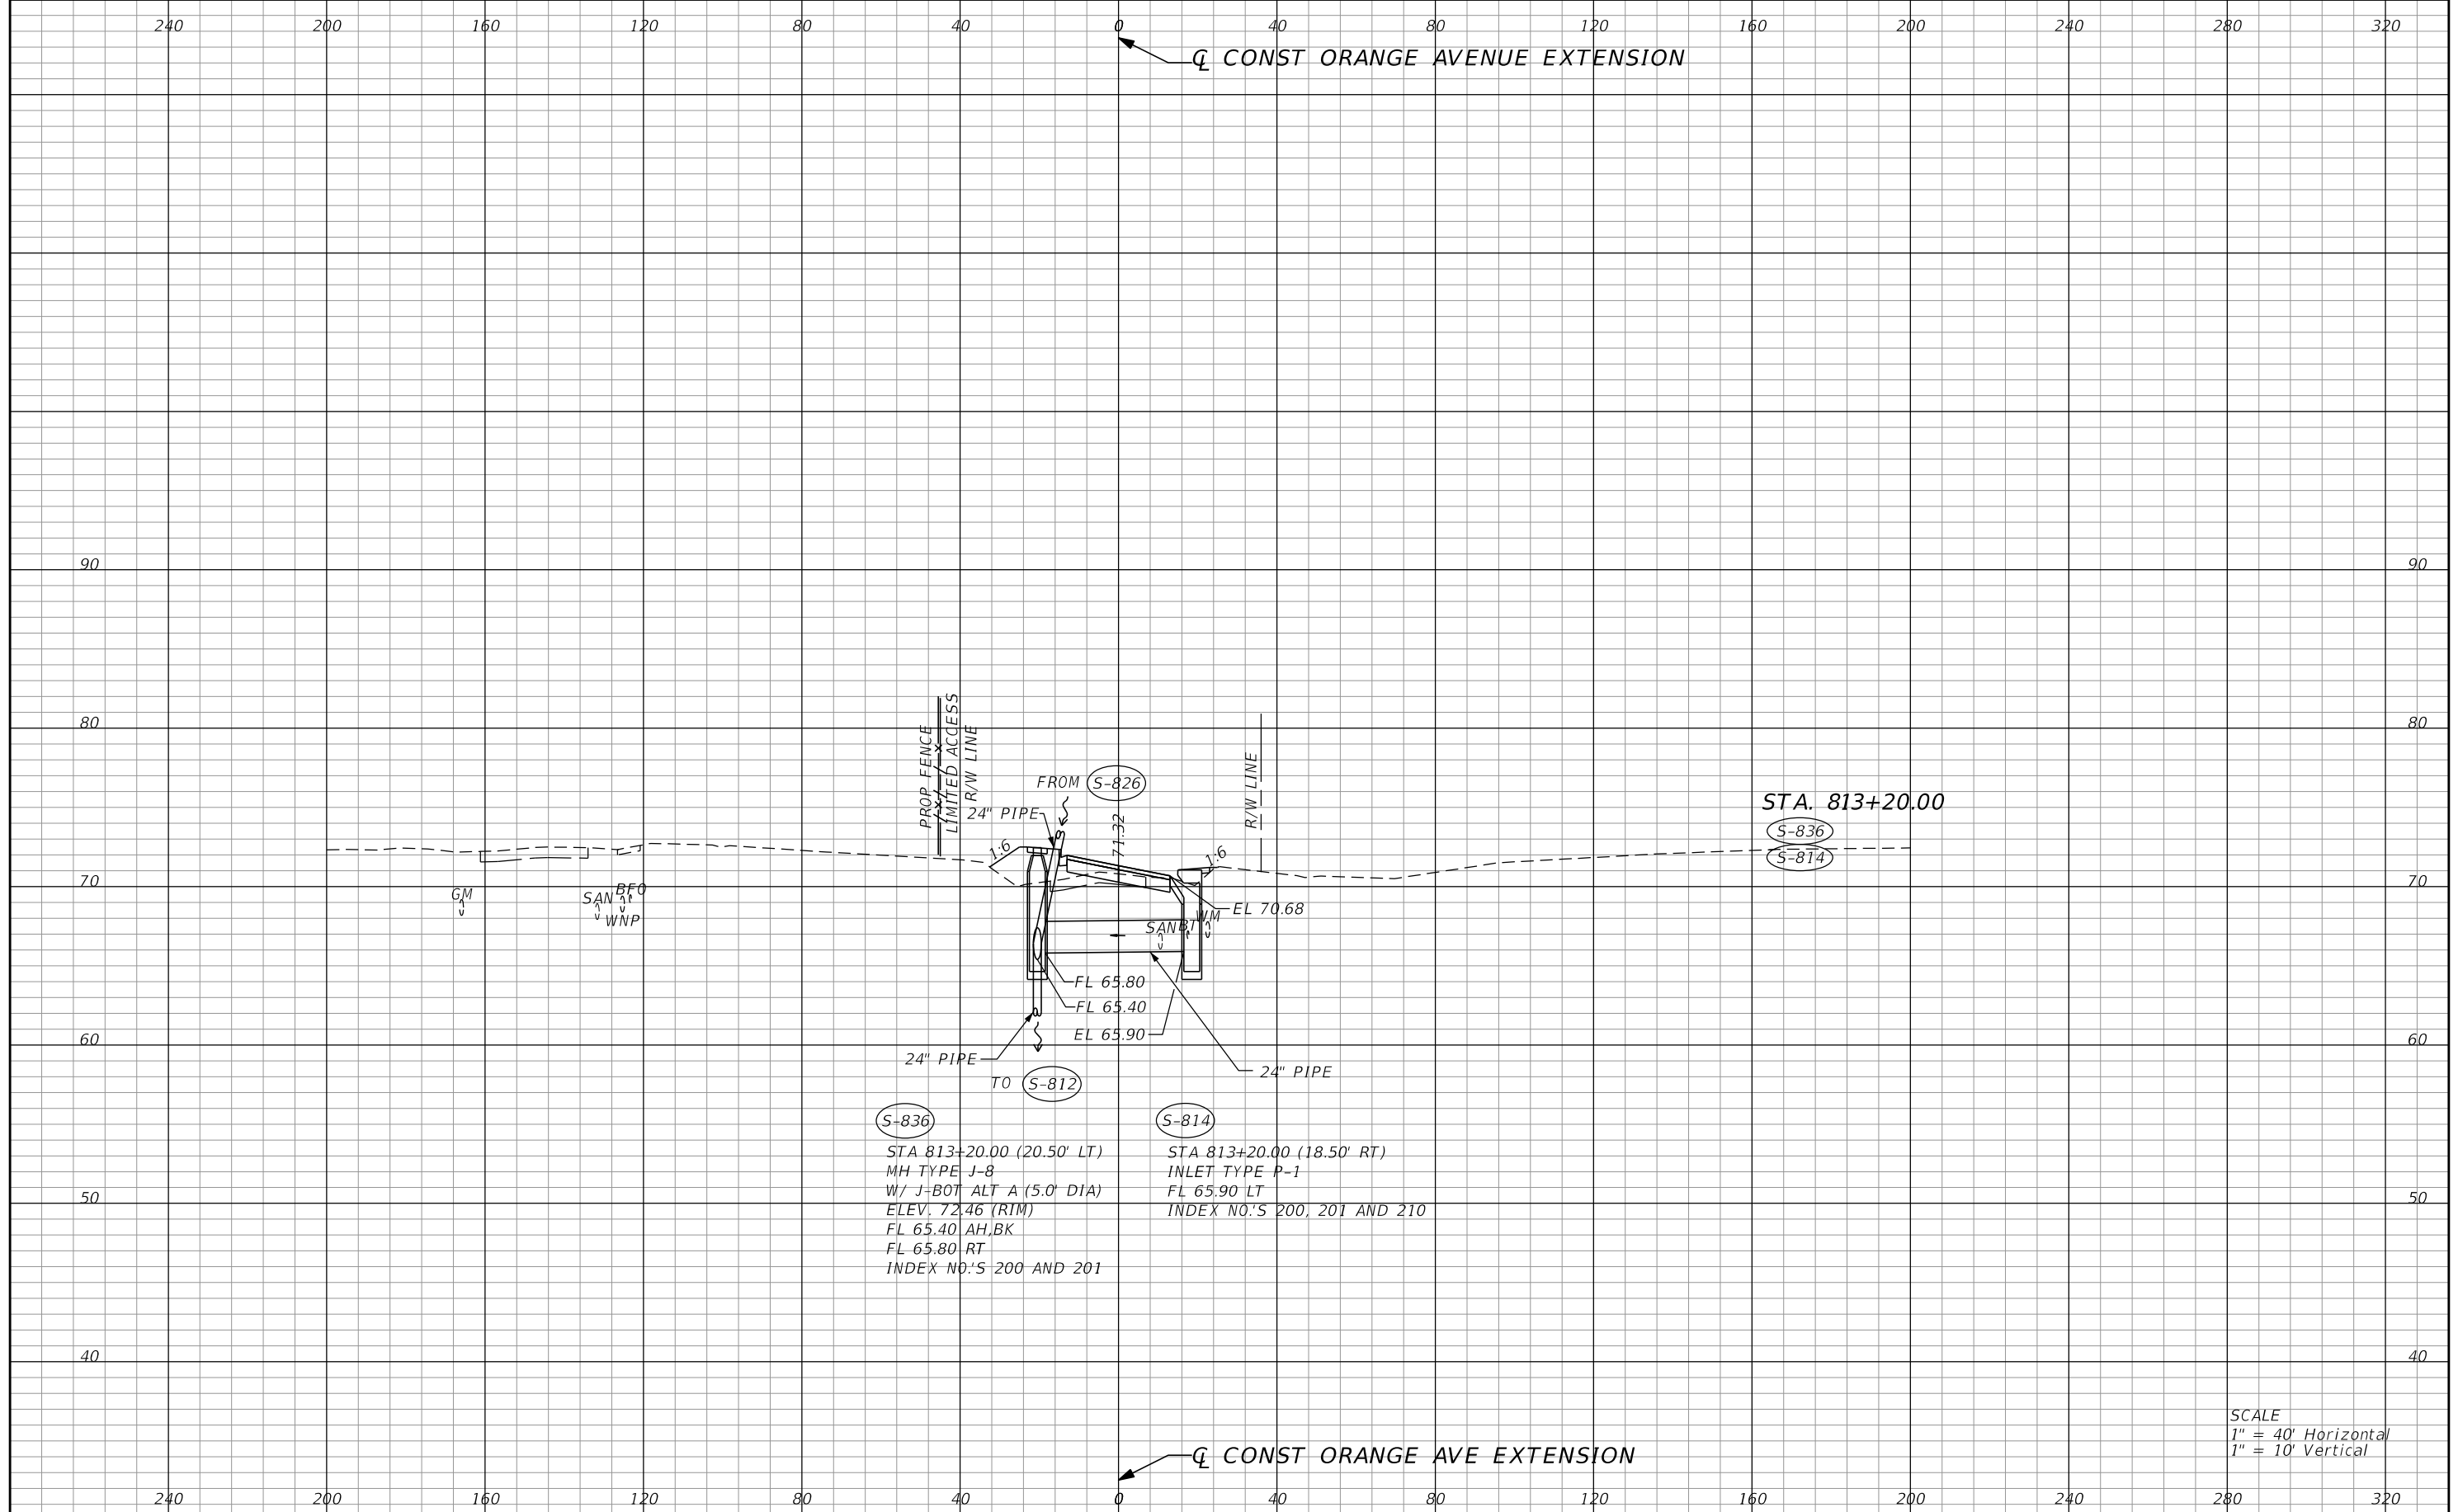 240 200 160 120 80 40 0 40 80 120 160 200 240 280 320
℄ CONST ORANGE AVENUE EXTENSION
90 90
80 80
PROP FENCE
LIMITED ACCESS
R/W LINE
R/W LINE
FROM S-826
24" PIPE
71.32
STA. 813+20.00
S-836
S-814
1:6
1:6
70 70
GM
SAN
BFO
WNP
SAN
BT
WM
EL 70.68
FL 65.80
FL 65.40
EL 65.90
60 60
24" PIPE
24" PIPE
TO S-812
S-836
STA 813+20.00 (20.50' LT)
MH TYPE J-8
W/ J-BOT ALT A (5.0' DIA)
ELEV. 72.46 (RIM)
FL 65.40 AH,BK
FL 65.80 RT
INDEX NO.'S 200 AND 201
S-814
STA 813+20.00 (18.50' RT)
INLET TYPE P-1
FL 65.90 LT
INDEX NO.'S 200, 201 AND 210
50 50
40 40
SCALE
1" = 40' Horizontal
1" = 10' Vertical
℄ CONST ORANGE AVE EXTENSION
240 200 160 120 80 40 0 40 80 120 160 200 240 280 320